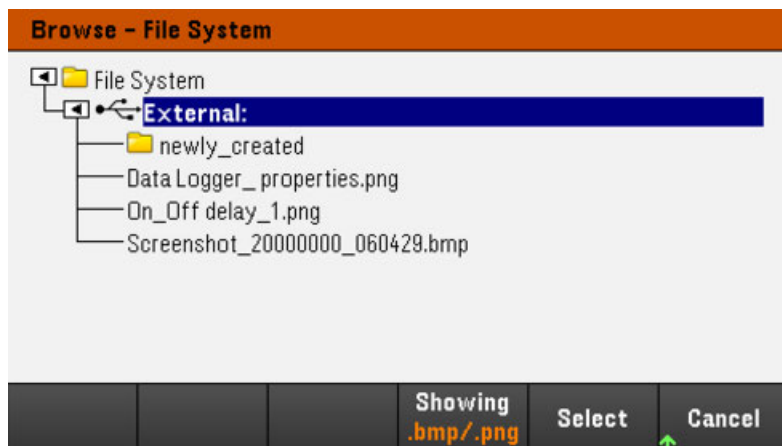 Browse - File System
File System
External:
newly_created
Data Logger_ properties.png
On_Off delay_1.png
Screenshot_20000000_060429.bmp
Showing
.bmp/.png
Select
Cancel